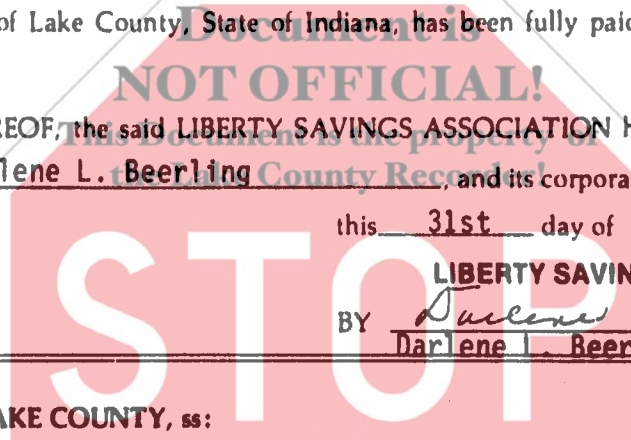 of Lake County, State of Indiana, has been fully paid
Document is
NOT OFFICIAL!
REOF, the said LIBERTY SAVINGS ASSOCIATION H
This Document is the property of
lene L. Beerling, and its corpora
the Lake County Recorder!
this 31st day of
STOP
LIBERTY SAVIN
BY Darlene
Darlene L. Beer
AKE COUNTY, ss: